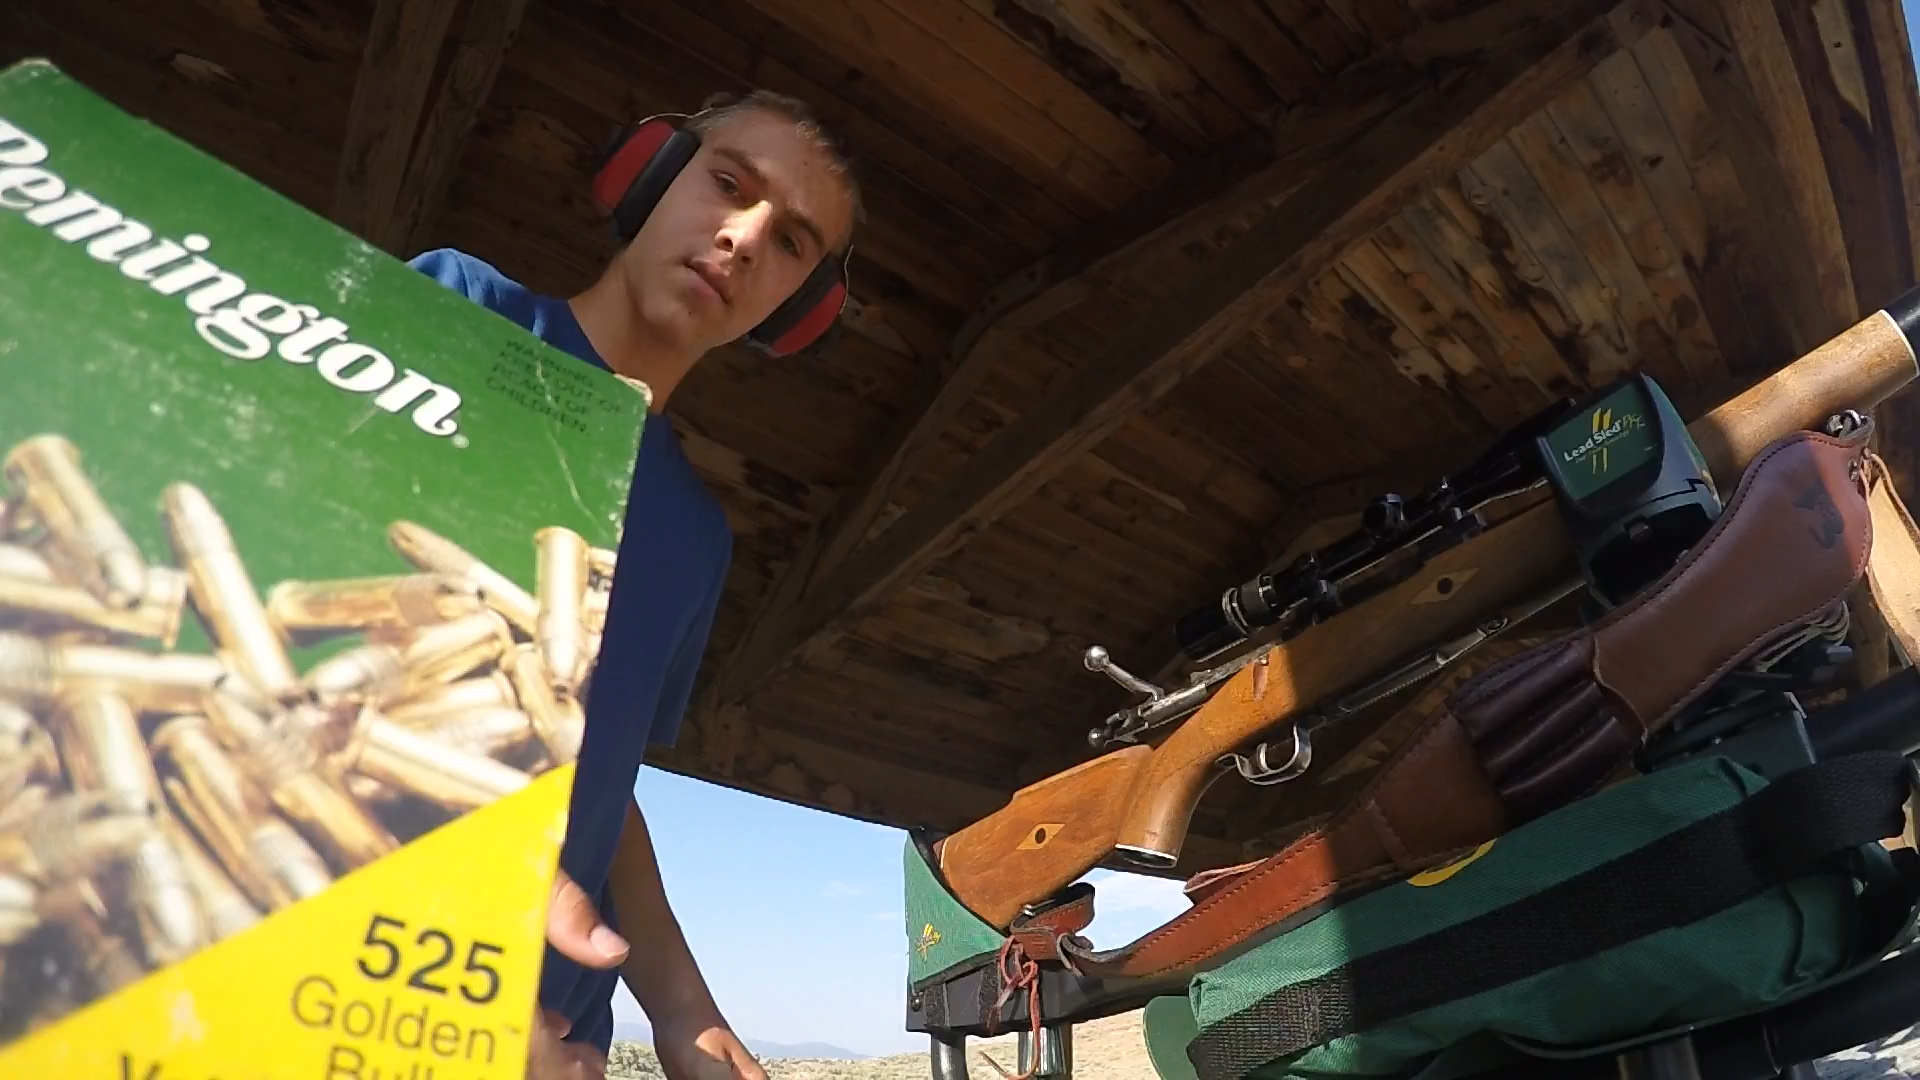 Remington
WARNING:
KEEP OUT OF
REACH OF
CHILDREN
525
Golden
Lead Sled